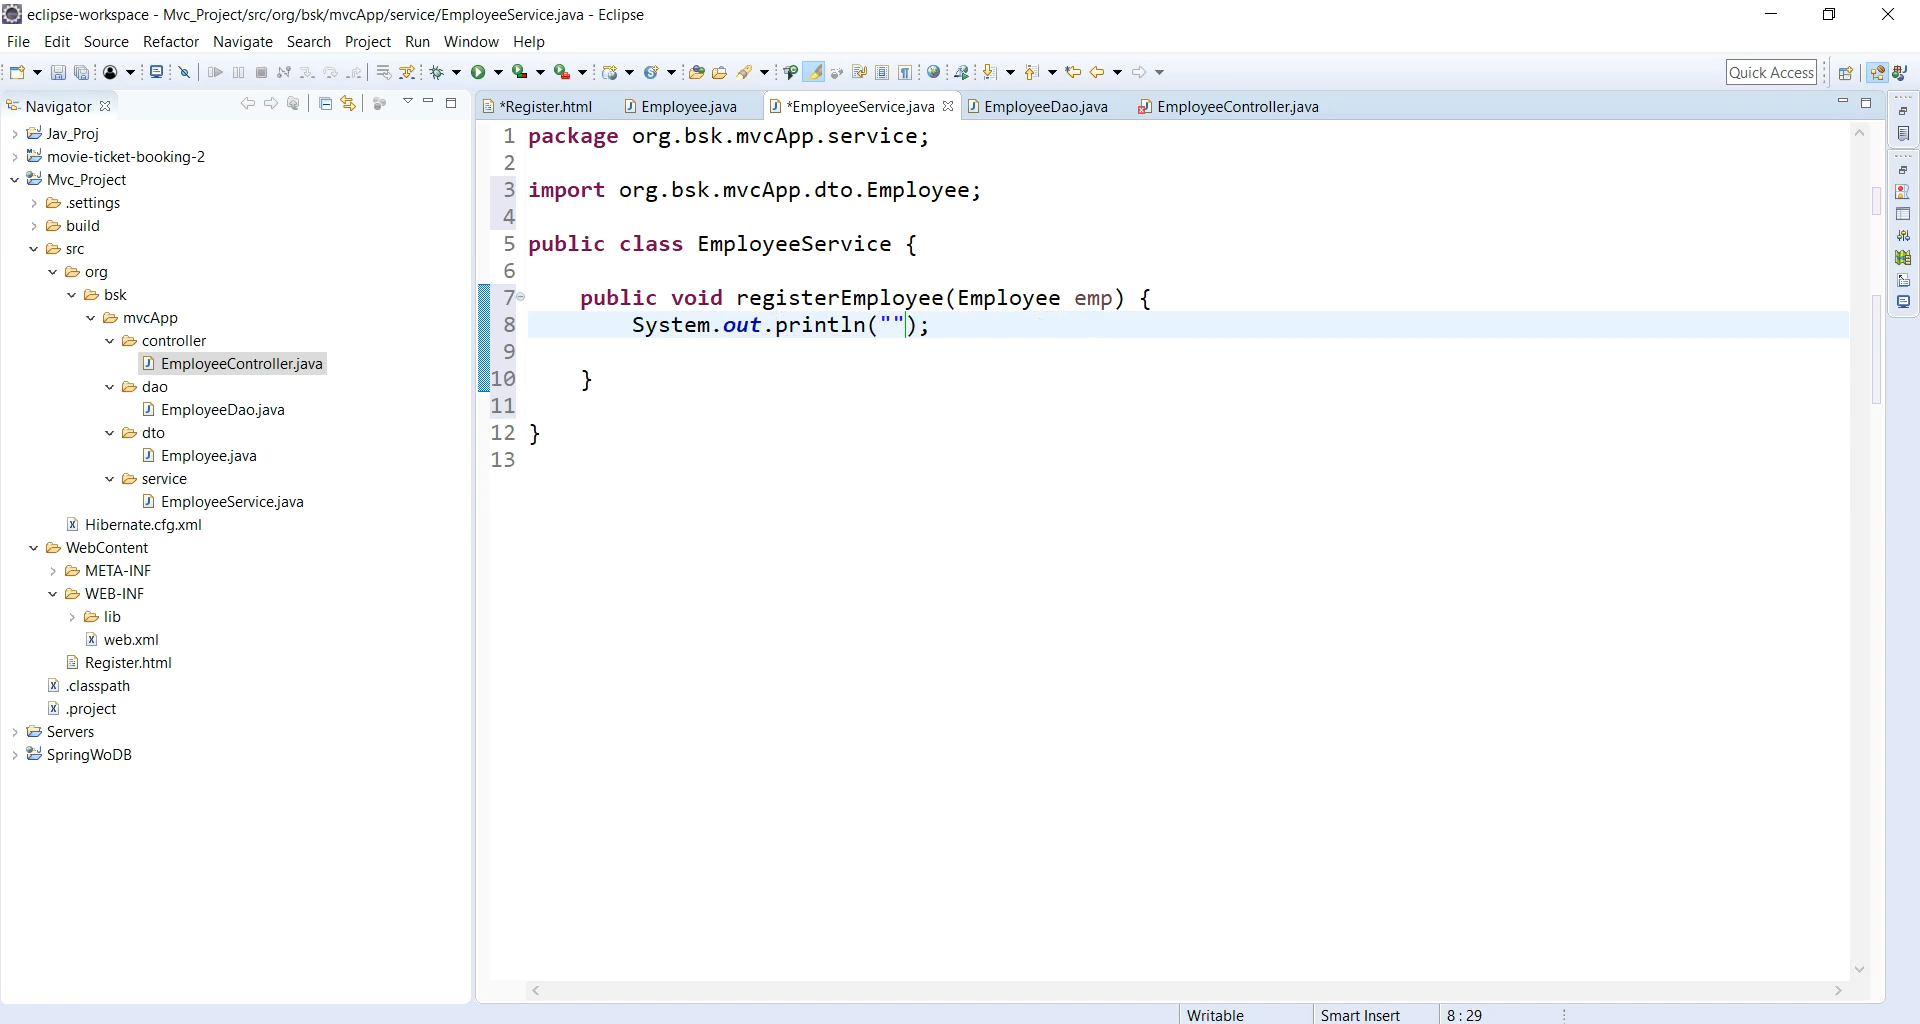 eclipse-workspace - Mvc_Project/src/org/bsk/mvcApp/service/EmployeeService.java - Eclipse
File Edit Source Refactor Navigate Search Project Run Window Help
Quick Access
Navigator
*Register.html Employee.java *EmployeeService.java EmployeeDao.java EmployeeController.java
Jav_Proj
movie-ticket-booking-2
Mvc_Project
.settings
build
src
org
bsk
mvcApp
controller
EmployeeController.java
dao
EmployeeDao.java
dto
Employee.java
service
EmployeeService.java
Hibernate.cfg.xml
WebContent
META-INF
WEB-INF
lib
web.xml
Register.html
.classpath
.project
Servers
SpringWoDB
1 package org.bsk.mvcApp.service;
2
3 import org.bsk.mvcApp.dto.Employee;
4
5 public class EmployeeService {
6
7 public void registerEmployee(Employee emp) {
8 System.out.println("");
9
10 }
11
12 }
13
Writable Smart Insert 8 : 29